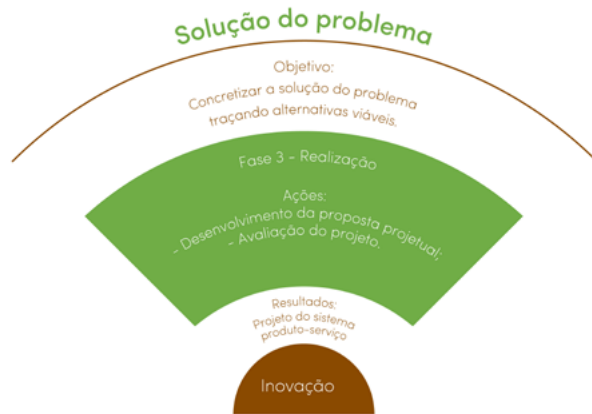 Solução do problema
Objetivo:
Concretizar a solução do problema
traçando alternativas viáveis.
Fase 3 - Realização
Ações:
- Desenvolvimento da proposta projetual;
- Avaliação do projeto.
Resultados:
Projeto do sistema
produto-serviço
Inovação